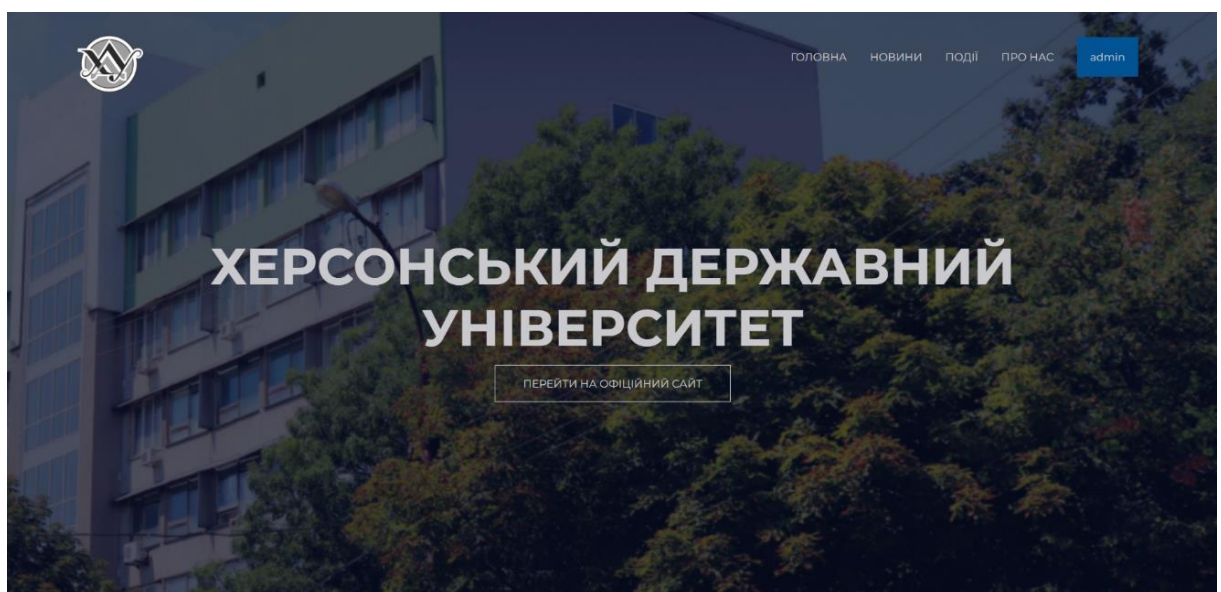 ГОЛОВНА НОВИНИ ПОДІЇ ПРО НАС admin
ХЕРСОНСЬКИЙ ДЕРЖАВНИЙ
УНІВЕРСИТЕТ
ПЕРЕЙТИ НА ОФІЦІЙНИЙ САЙТ